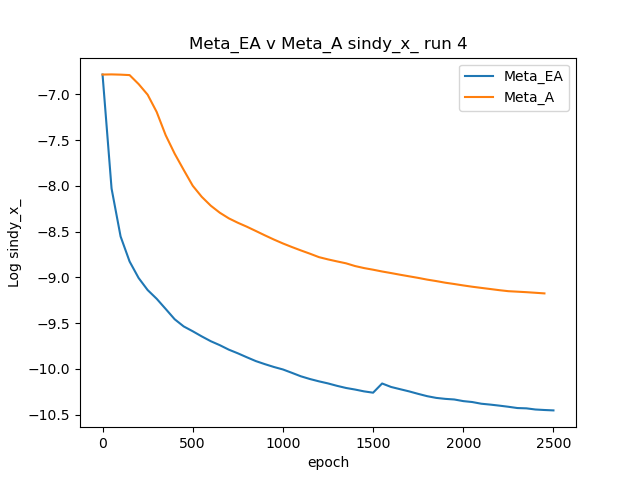 Meta_EA v Meta_A sindy_x_ run 4
Meta_EA
Meta_A
Log sindy_x_
−7.0
−7.5
−8.0
−8.5
−9.0
−9.5
−10.0
−10.5
0
500
1000
1500
2000
2500
epoch